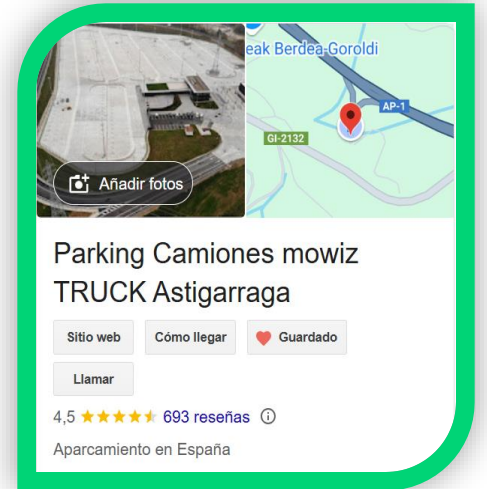 eak Berdea-Goroldi
AP-1
GI-2132
Añadir fotos
Parking Camiones mowiz
TRUCK Astigarraga
Sitio web
Cómo llegar
Guardado
Llamar
4,5 693 reseñas
Aparcamiento en España